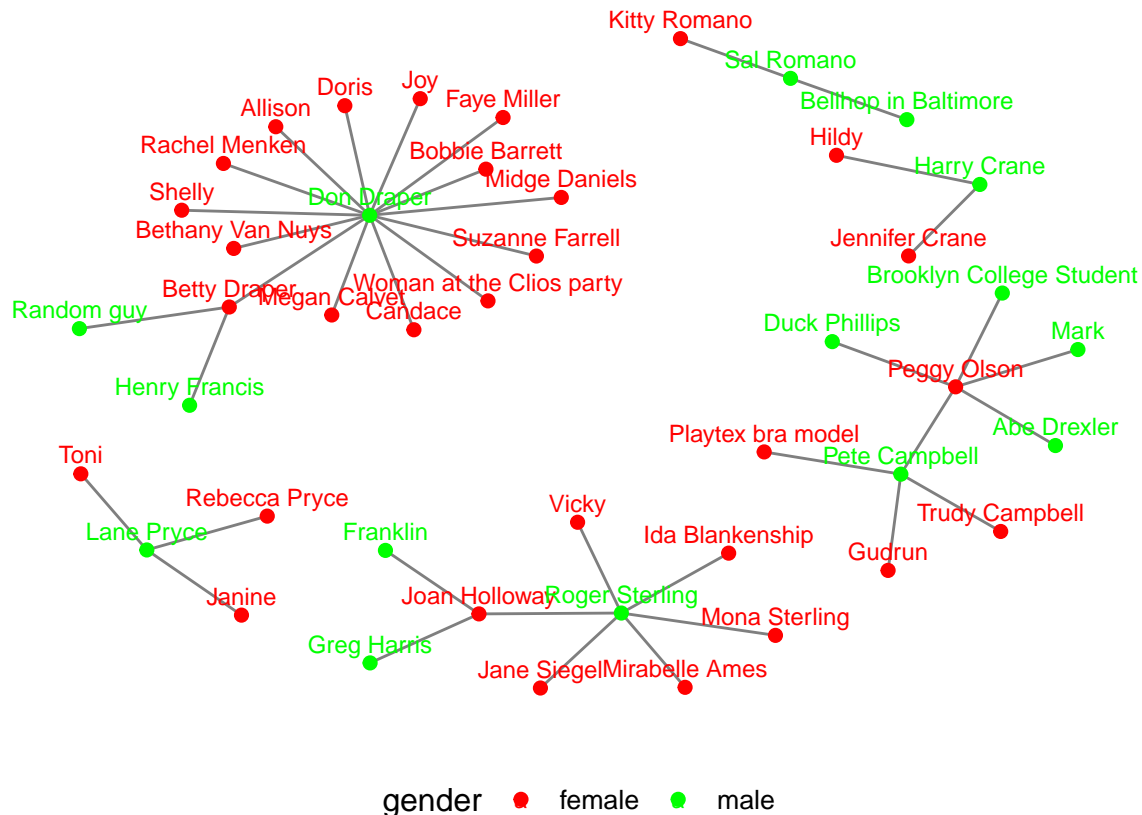 Kitty Romano
Sal Romano
Bellhop in Baltimore
Hildy
Harry Crane
Jennifer Crane
Joy
Doris
Faye Miller
Allison
Rachel Menken
Bobbie Barrett
Midge Daniels
Shelly
Don Draper
Bethany Van Nuys
Suzanne Farrell
Woman at the Clios party
Betty Draper
Megan Calvet
Candace
Random guy
Henry Francis
Brooklyn College Student
Duck Phillips
Mark
Peggy Olson
Abe Drexler
Playtex bra model
Pete Campbell
Trudy Campbell
Gudrun
Toni
Rebecca Pryce
Lane Pryce
Janine
Vicky
Franklin
Ida Blankenship
Joan Holloway
Roger Sterling
Mona Sterling
Greg Harris
Jane Siegel
Mirabelle Ames
gender female male